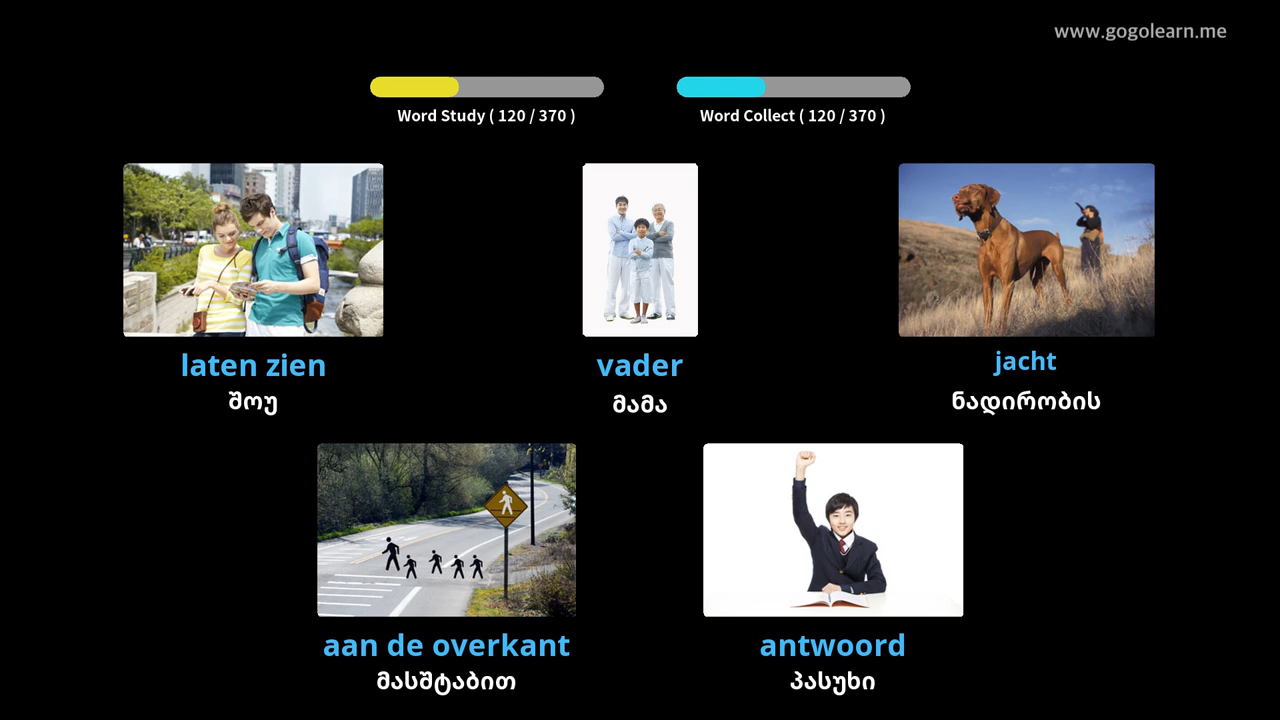 www.gogolearn.me
Word Study ( 120 / 370 )
Word Collect ( 120 / 370 )
laten zien
შოუ
vader
მამა
jacht
ნადირობის
aan de overkant
მასშტაბით
antwoord
პასუხი